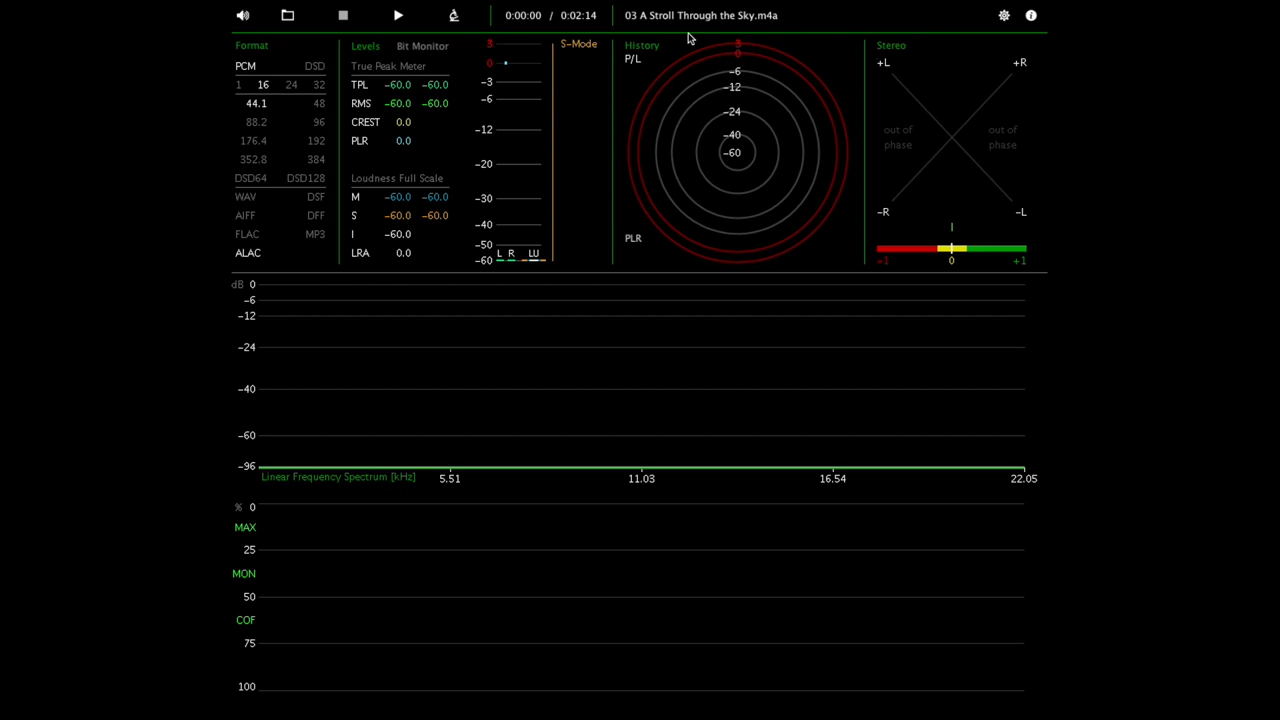 0:00:00 / 0:02:14 03 A Stroll Through the Sky.m4a
Format
PCM DSD
1 16 24 32
44.1 48
88.2 96
176.4 192
352.8 384
DSD64 DSD128
WAV DSF
AIFF DFF
FLAC MP3
ALAC
Levels Bit Monitor
True Peak Meter
TPL -60.0 -60.0
RMS -60.0 -60.0
CREST 0.0
PLR 0.0
Loudness Full Scale
M -60.0 -60.0
S -60.0 -60.0
I -60.0
LRA 0.0
3
0
-3
-6
-12
-20
-30
-40
-50
-60
L R LU
S-Mode
History
P/L
3
0
-6
-12
-24
-40
-60
PLR
Stereo
+L +R
out of phase
out of phase
-R -L
-1 0 +1
dB 0
-6
-12
-24
-40
-60
-96
Linear Frequency Spectrum [kHz] 5.51 11.03 16.54 22.05
% 0
MAX
25
MON
50
COF
75
100